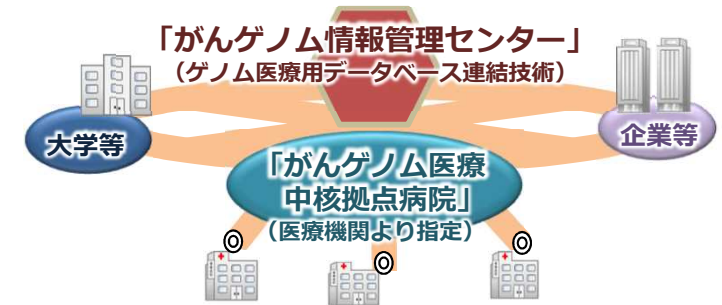 「がんゲノム情報管理センター」
（ゲノム医療用データベース連結技術）
大学等
企業等
「がんゲノム医療
中核拠点病院」
（医療機関より指定）
◎
◎
◎